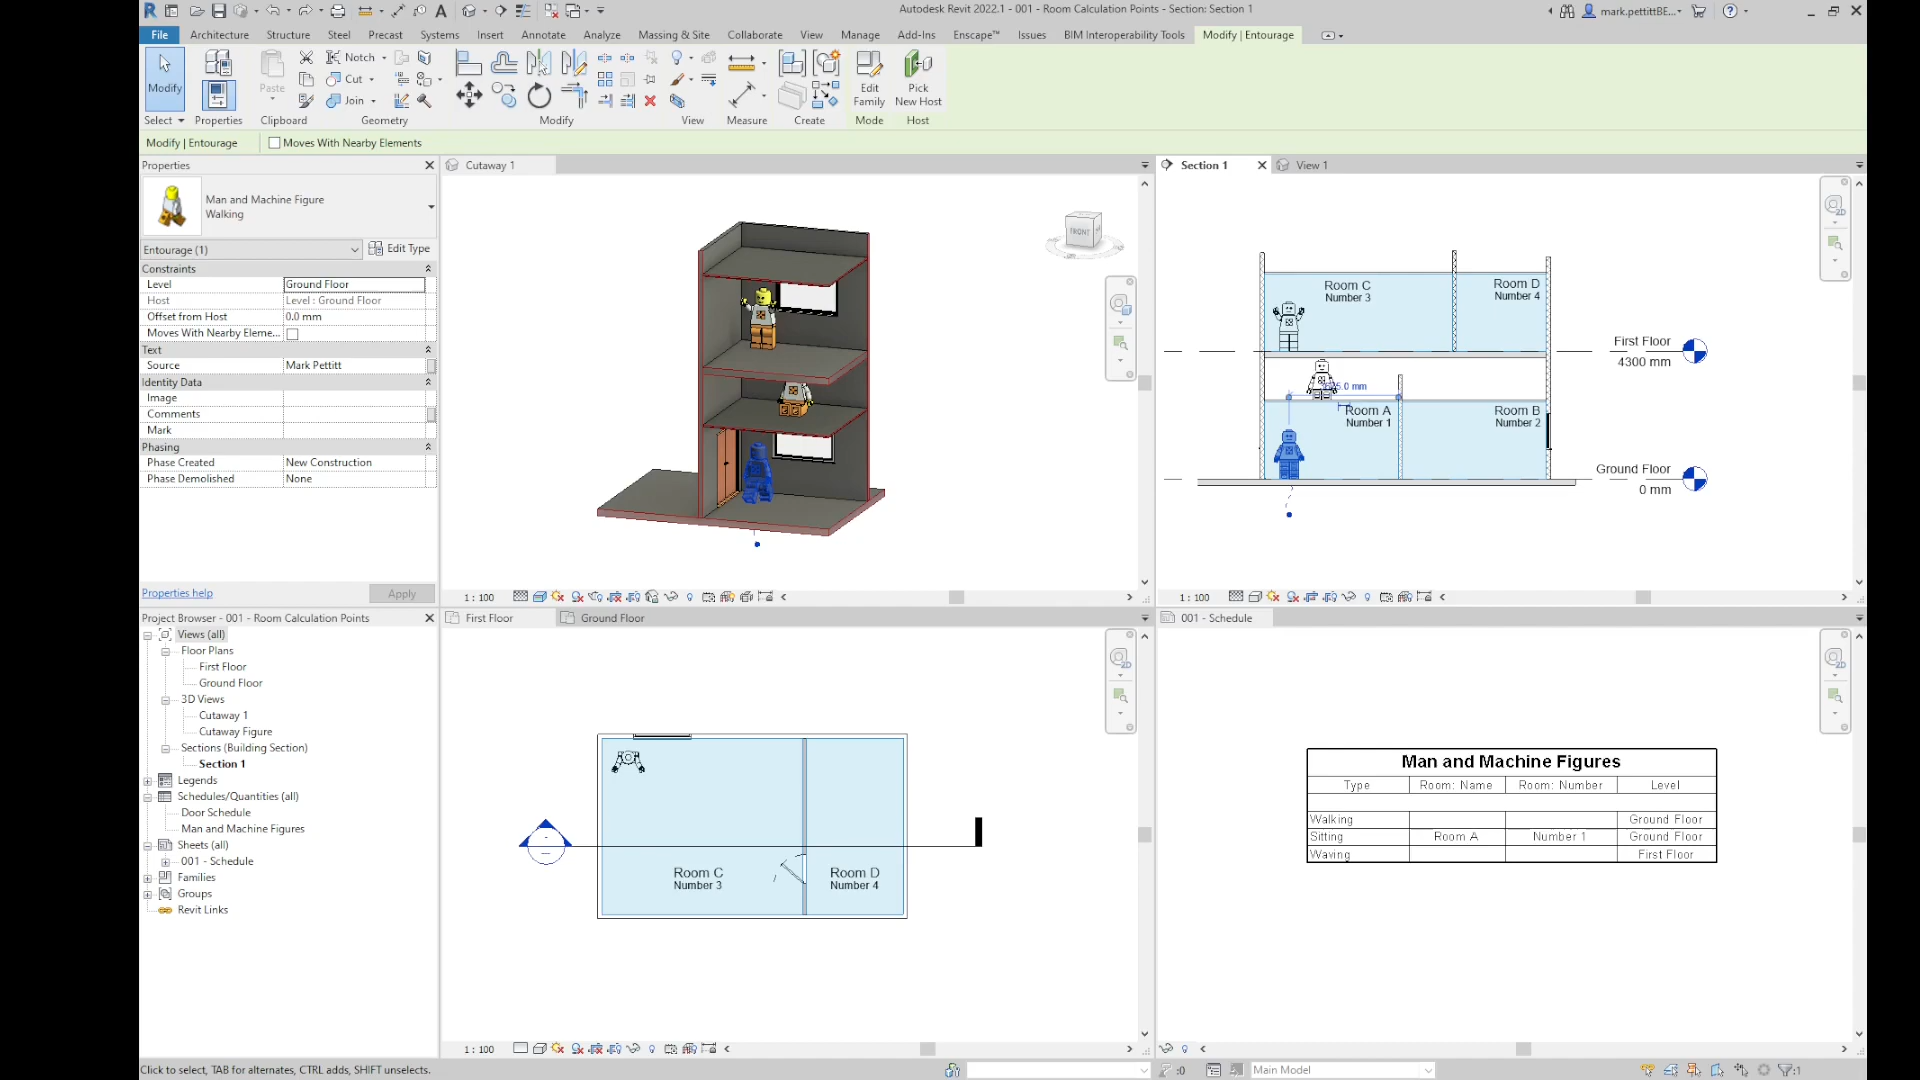 Autodesk Revit 2022.1 - 001 - Room Calculation Points - Section: Section 1
mark.pettittBE...
File Architecture Structure Steel Precast Systems Insert Annotate Analyze Massing & Site Collaborate View Manage Add-Ins Enscape™ Issues BIM Interoperability Tools Modify | Entourage
Modify
Paste
Notch
Cut
Join
Edit Family
Pick New Host
Select Properties Clipboard Geometry Modify View Measure Create Mode Host
Modify | Entourage Moves With Nearby Elements
Properties
Man and Machine Figure
Walking
Entourage (1) Edit Type
Constraints
Level Ground Floor
Host Level : Ground Floor
Offset from Host 0.0 mm
Moves With Nearby Eleme...
Text
Source Mark Pettitt
Identity Data
Image
Comments
Mark
Phasing
Phase Created New Construction
Phase Demolished None
Properties help Apply
Project Browser - 001 - Room Calculation Points
Views (all)
Floor Plans
First Floor
Ground Floor
3D Views
Cutaway 1
Cutaway Figure
Sections (Building Section)
Section 1
Legends
Schedules/Quantities (all)
Door Schedule
Man and Machine Figures
Sheets (all)
001 - Schedule
Families
Groups
Revit Links
Cutaway 1
FRONT
1 : 100
Section 1 View 1
2D
Room C
Number 3
Room D
Number 4
First Floor
4300 mm
Room A
Number 1
Room B
Number 2
Ground Floor
0 mm
1 : 100
First Floor Ground Floor
2D
Room C
Number 3
Room D
Number 4
1 : 100
001 - Schedule
2D
Man and Machine Figures
Type Room: Name Room: Number Level
Walking Ground Floor
Sitting Room A Number 1 Ground Floor
Waving First Floor
Click to select, TAB for alternates, CTRL adds, SHIFT unselects.
:0
Main Model
:1